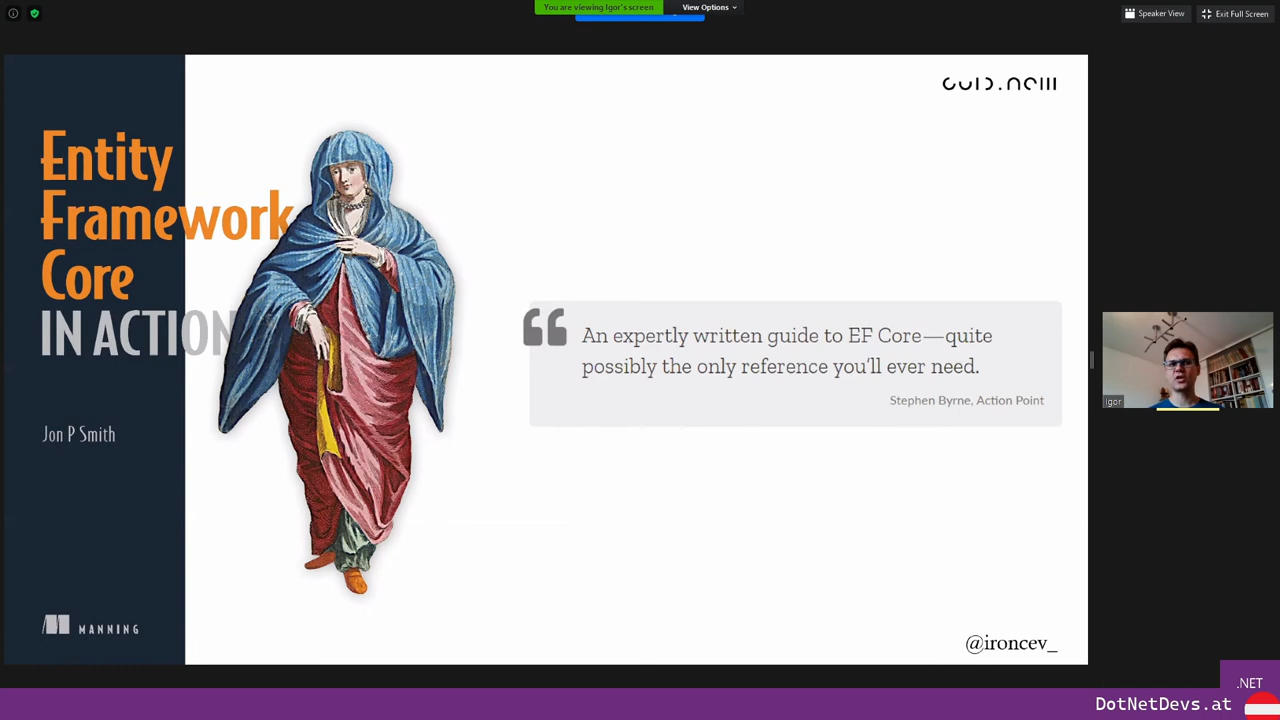 You are viewing Igor's screen
View Options
Speaker View
Exit Full Screen
Entity
Framework
Core
IN ACTION
Jon P Smith
MANNING
An expertly written guide to EF Core—quite
possibly the only reference you'll ever need.
Stephen Byrne, Action Point
@ironcev_
Igor
.NET
DotNetDevs.at